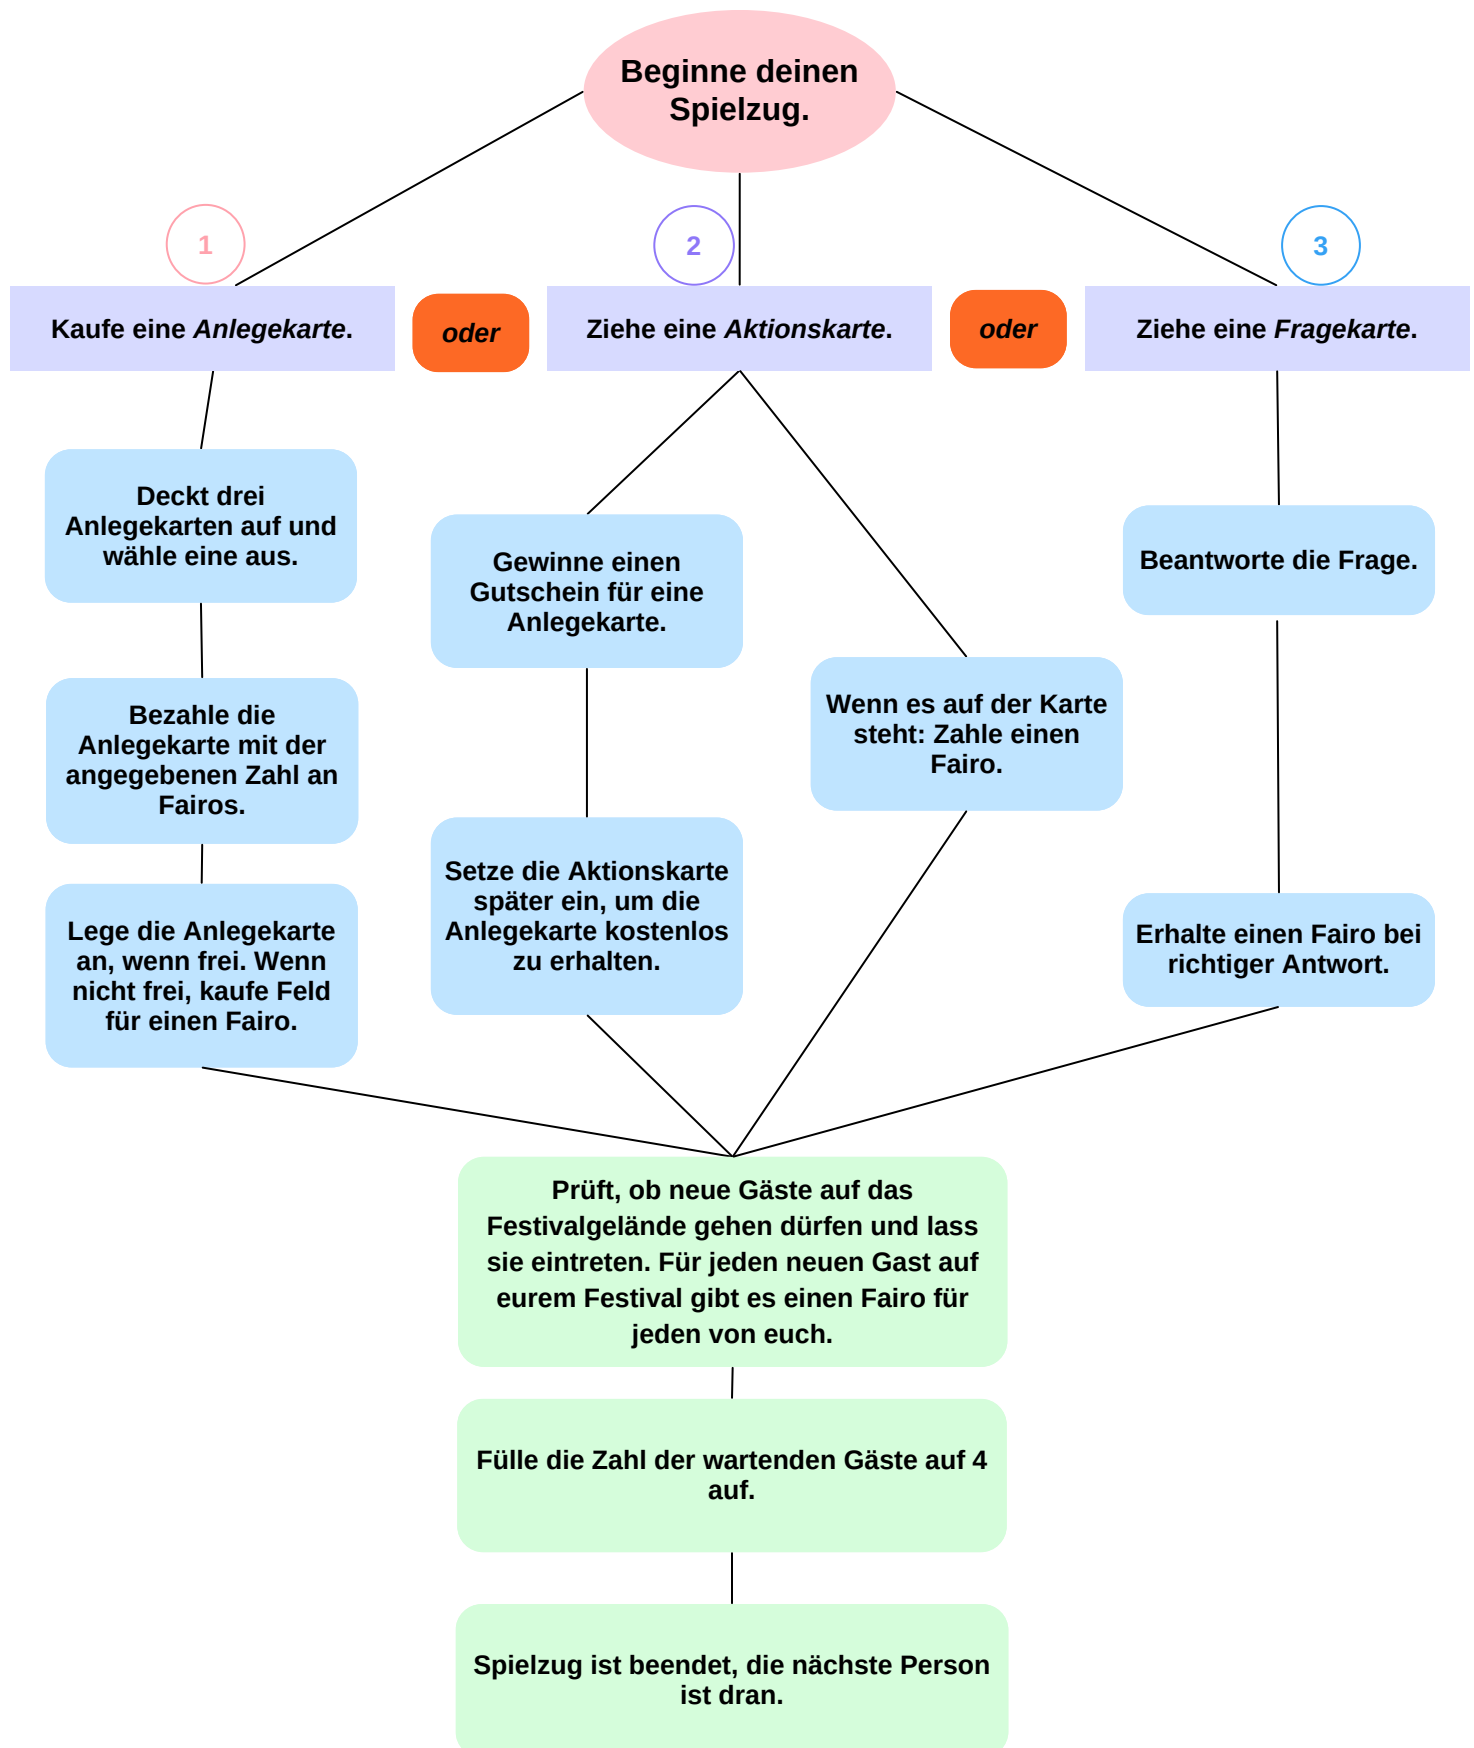 Beginne deinen
Spielzug.
1
2
3
Kaufe eine Anlegekarte.
oder
Ziehe eine Aktionskarte.
oder
Ziehe eine Fragekarte.
Deckt drei
Anlegekarten auf und
wähle eine aus.
Bezahle die
Anlegekarte mit der
angegebenen Zahl an
Fairos.
Lege die Anlegekarte
an, wenn frei. Wenn
nicht frei, kaufe Feld
für einen Fairo.
Gewinne einen
Gutschein für eine
Anlegekarte.
Setze die Aktionskarte
später ein, um die
Anlegekarte kostenlos
zu erhalten.
Wenn es auf der Karte
steht: Zahle einen
Fairo.
Beantworte die Frage.
Erhalte einen Fairo bei
richtiger Antwort.
Prüft, ob neue Gäste auf das
Festivalgelände gehen dürfen und lass
sie eintreten. Für jeden neuen Gast auf
eurem Festival gibt es einen Fairo für
jeden von euch.
Fülle die Zahl der wartenden Gäste auf 4
auf.
Spielzug ist beendet, die nächste Person
ist dran.